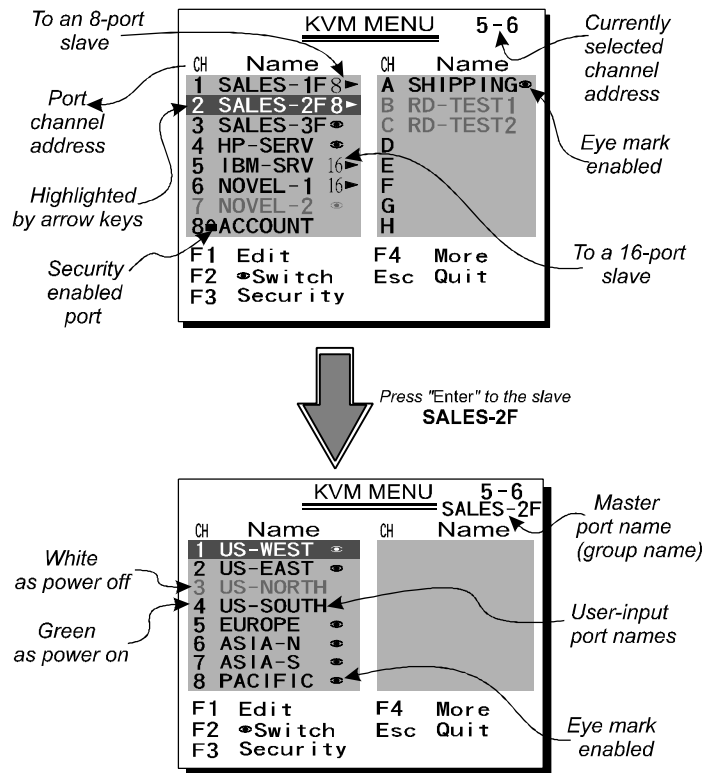 To an 8-port
slave
KVM MENU 5-6
Currently
selected
channel
address
CH Name CH Name
1 SALES-1F 8
2 SALES-2F 8
3 SALES-3F
4 HP-SERV
5 IBM-SRV 16
6 NOVEL-1 16
7 NOVEL-2
8 ACCOUNT
A SHIPPING
B RD-TEST1
C RD-TEST2
D
E
F
G
H
Port
channel
address
Eye mark
enabled
Highlighted
by arrow keys
Security
enabled
port
To a 16-port
slave
F1 Edit F4 More
F2 Switch Esc Quit
F3 Security
Press "Enter" to the slave
SALES-2F
KVM MENU 5-6
SALES-2F
Master
port name
(group name)
CH Name CH Name
1 US-WEST
2 US-EAST
3 US-NORTH
4 US-SOUTH
5 EUROPE
6 ASIA-N
7 ASIA-S
8 PACIFIC
White
as power off
Green
as power on
User-input
port names
Eye mark
enabled
F1 Edit F4 More
F2 Switch Esc Quit
F3 Security